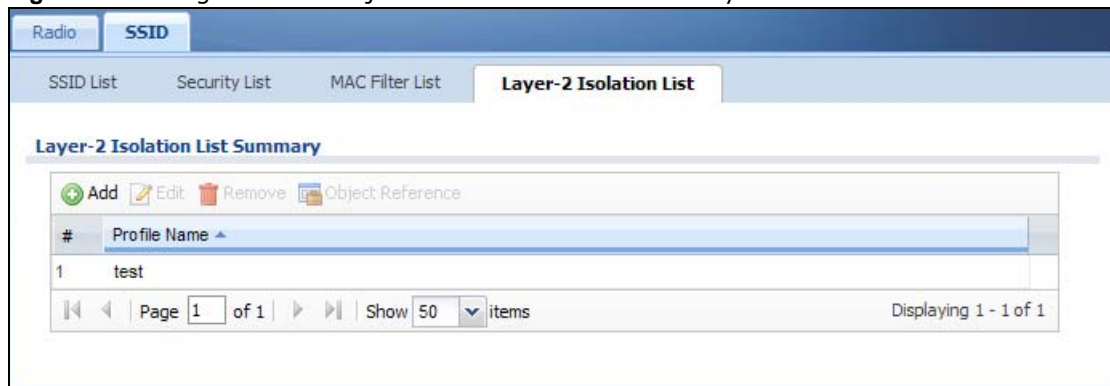 Radio SSID
SSID List Security List MAC Filter List Layer-2 Isolation List
Layer-2 Isolation List Summary
Add Edit Remove Object Reference
# Profile Name
1 test
Page 1 of 1 Show 50 items Displaying 1 - 1 of 1